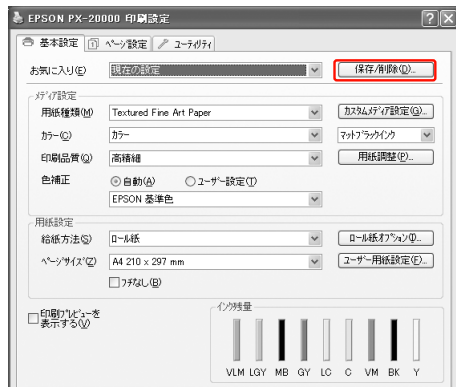 EPSON PX-20000 印刷設定
基本設定 ページ設定 ユーティリティ
お気に入り(E) 現在の設定 保存/削除(D)...
メディア設定
用紙種類(M) Textured Fine Art Paper カスタムメディア設定(G)...
カラー(C) カラー マットブラックインク
印刷品質(Q) 高精細 用紙調整(P)...
色補正 自動(A) ユーザー設定(T)
EPSON 基準色
用紙設定
給紙方法(S) ロール紙 ロール紙オプション(I)...
ページサイズ(Z) A4 210 x 297 mm ユーザー用紙設定(F)...
フチなし(B)
印刷プレビューを
表示する(V)
インク残量
VLM LGY MB GY LC C VM BK Y